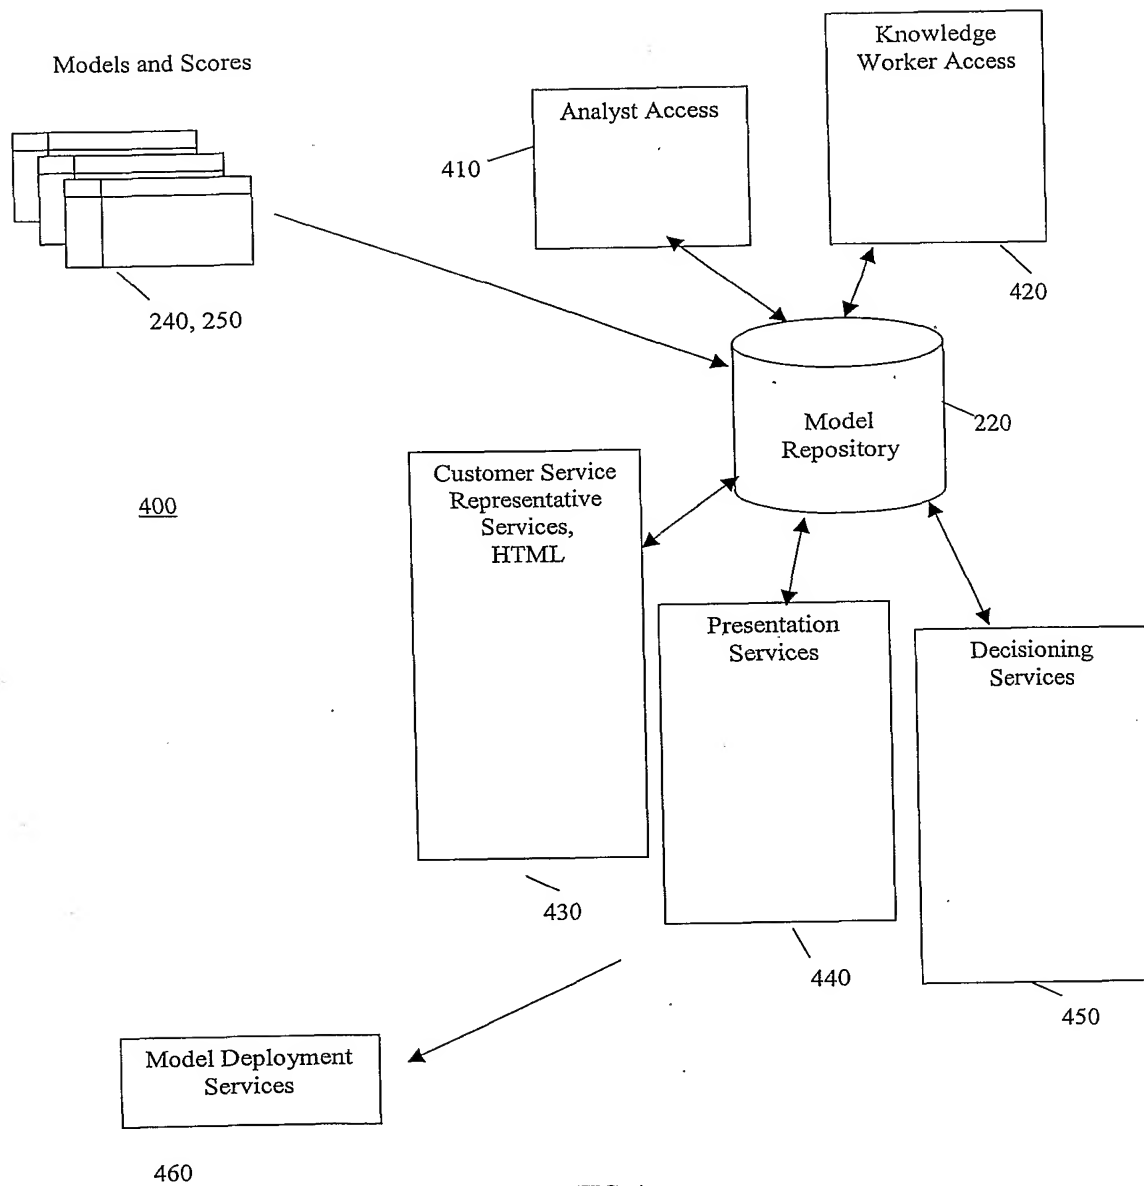 Knowledge
Worker Access
Models and Scores
Analyst Access
410
420
240, 250
Model
Repository
220
Customer Service
Representative
Services,
HTML
400
Presentation
Services
Decisioning
Services
430
440
450
Model Deployment
Services
460